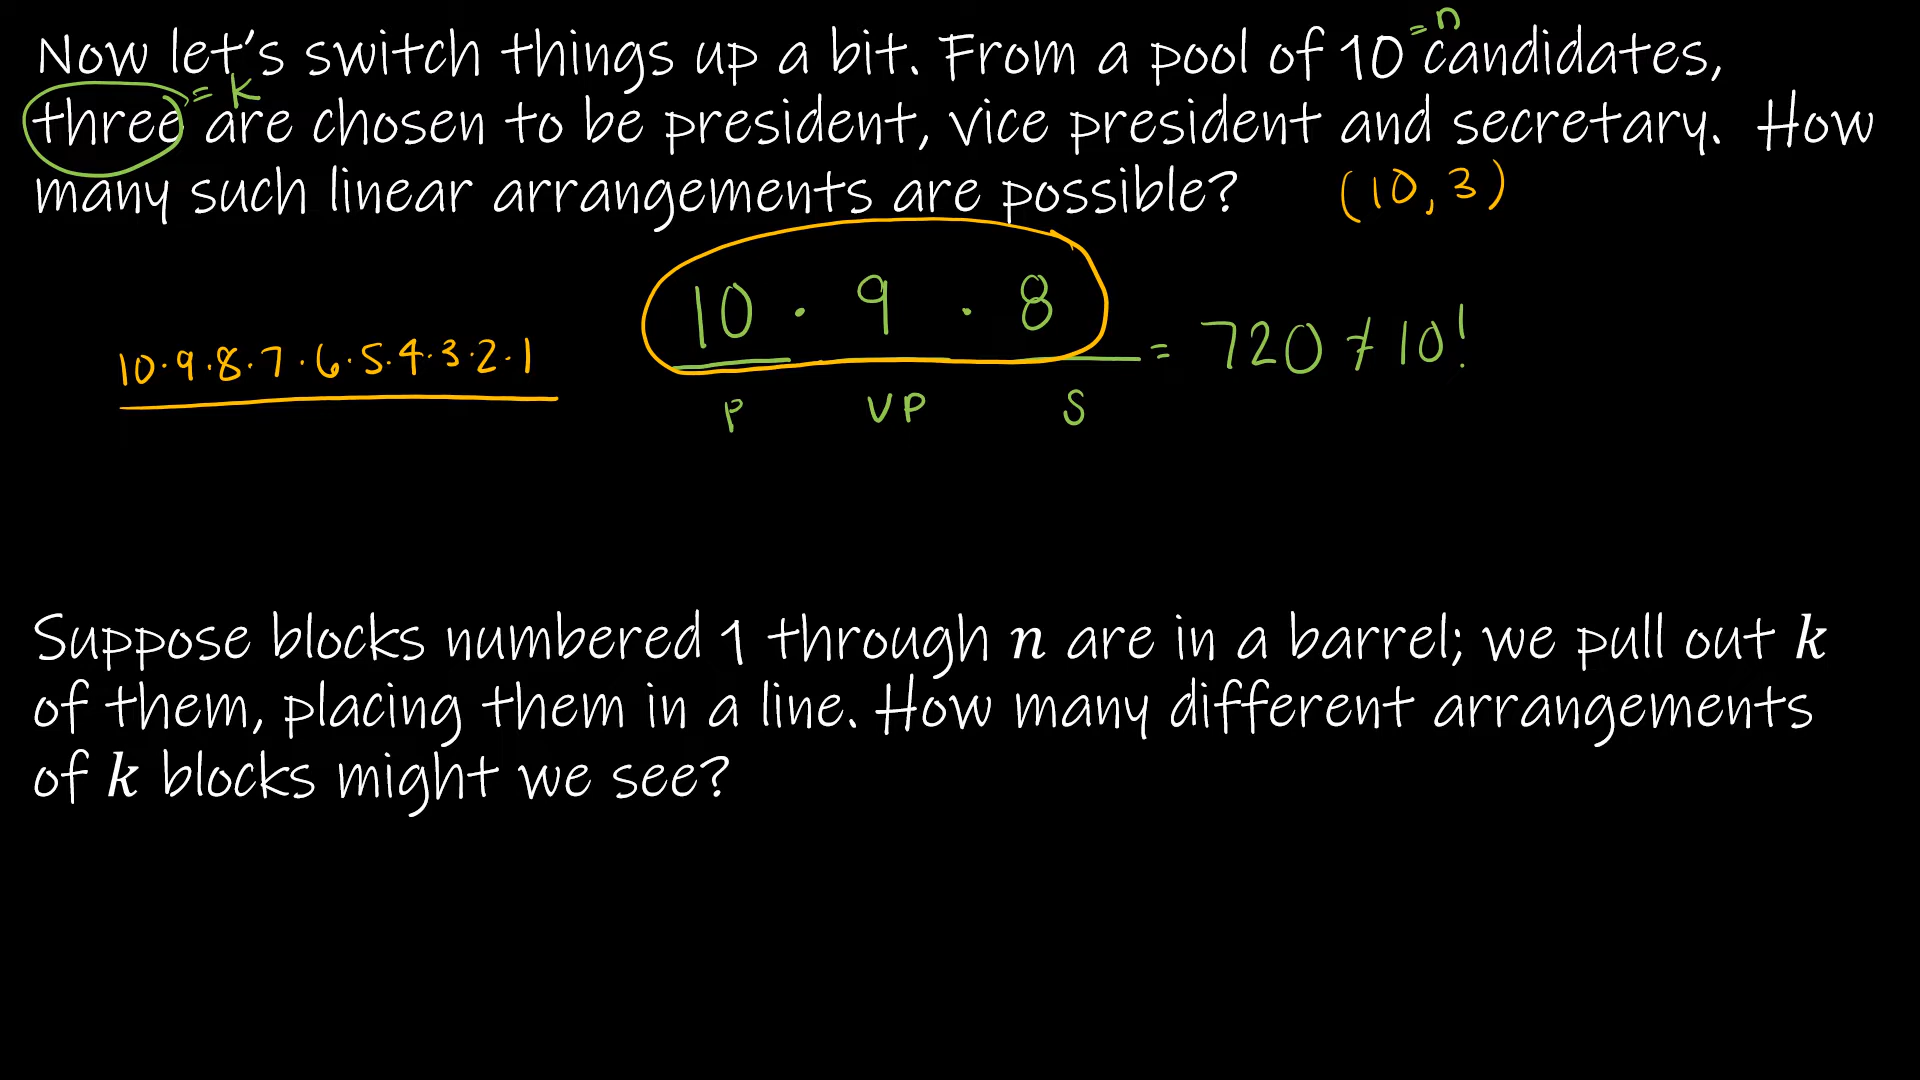 = n
Now let's switch things up a bit. From a pool of 10 candidates,
= k
three are chosen to be president, vice president and secretary. How
many such linear arrangements are possible? (10, 3)
10 · 9 · 8 = 720 ≠ 10!
10·9·8·7·6·5·4·3·2·1
P VP S
Suppose blocks numbered 1 through n are in a barrel; we pull out k
of them, placing them in a line. How many different arrangements
of k blocks might we see?